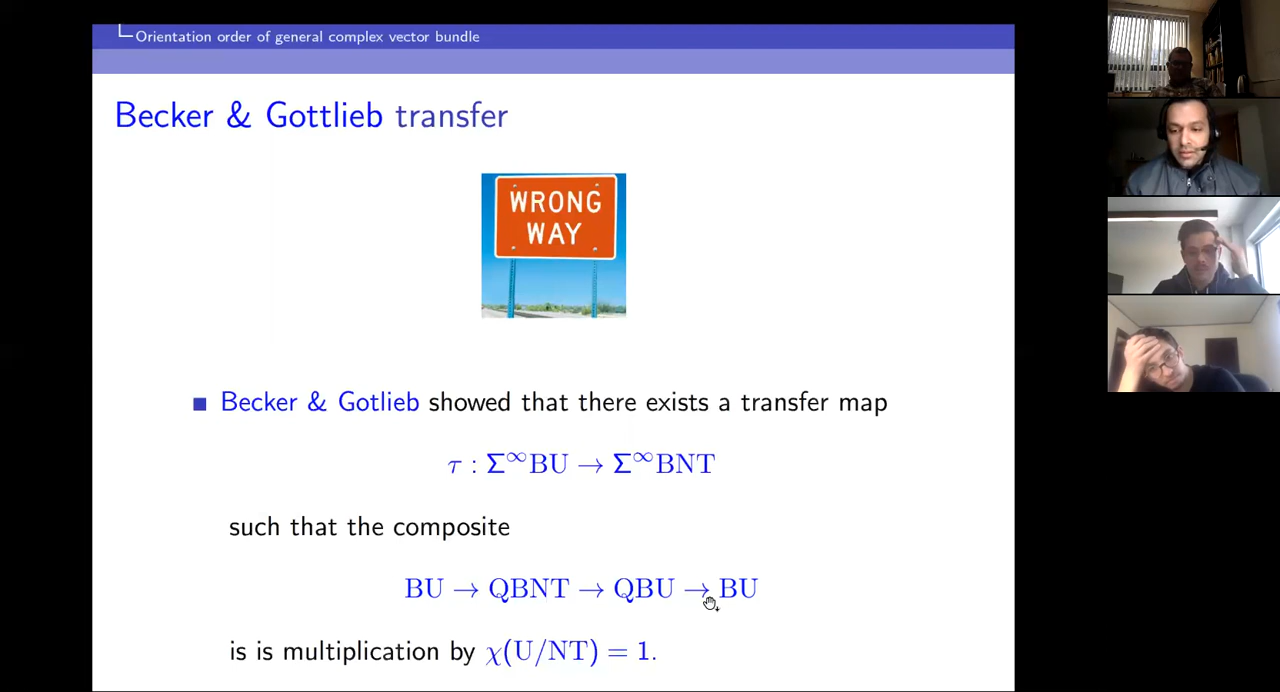 Orientation order of general complex vector bundle
Becker & Gottlieb transfer
WRONG
WAY
Becker & Gotlieb showed that there exists a transfer map
τ : Σ∞BU → Σ∞BNT
such that the composite
BU → QBNT → QBU → BU
is is multiplication by χ(U/NT) = 1.